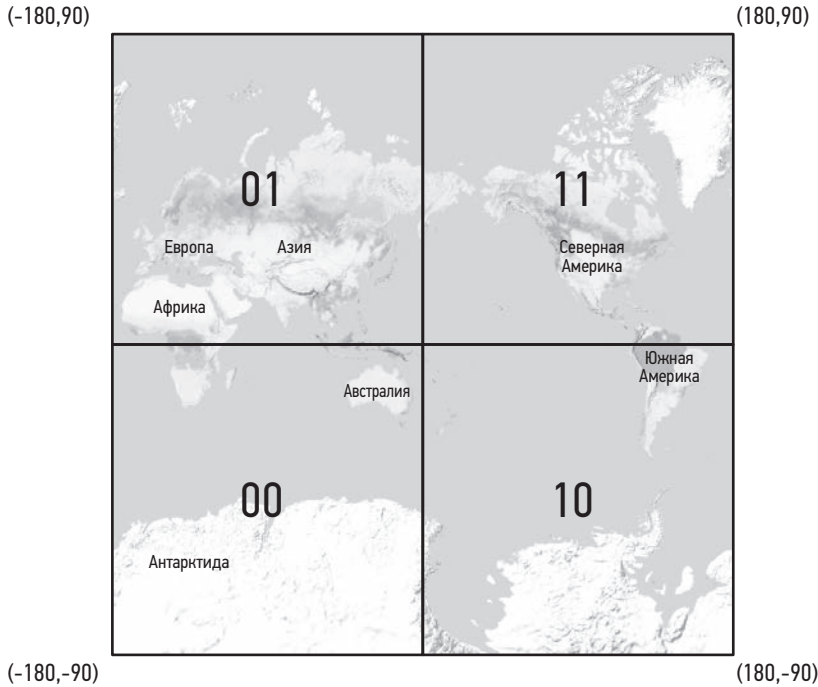 (-180,90)
(180,90)
01
11
Европа
Азия
Северная
Америка
Африка
Южная
Америка
Австралия
00
10
Антарктида
(-180,-90)
(180,-90)